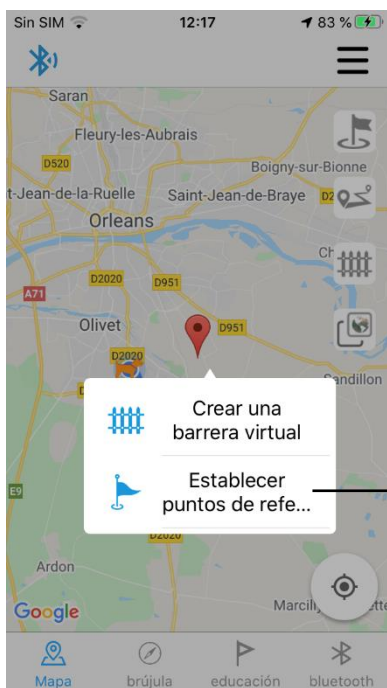 Sin SIM 12:17 83 %
Saran
Fleury-les-Aubrais
D520
Boigny-sur-Bionne
t-Jean-de-la-Ruelle Saint-Jean-de-Braye D2
Orleans
D2020 D951
A71
Olivet D951
D2020
Sandillon
Crear una
barrera virtual
Establecer
puntos de refe...
E9
D2020
Ardon
Google
Mapa brújula educación bluetooth